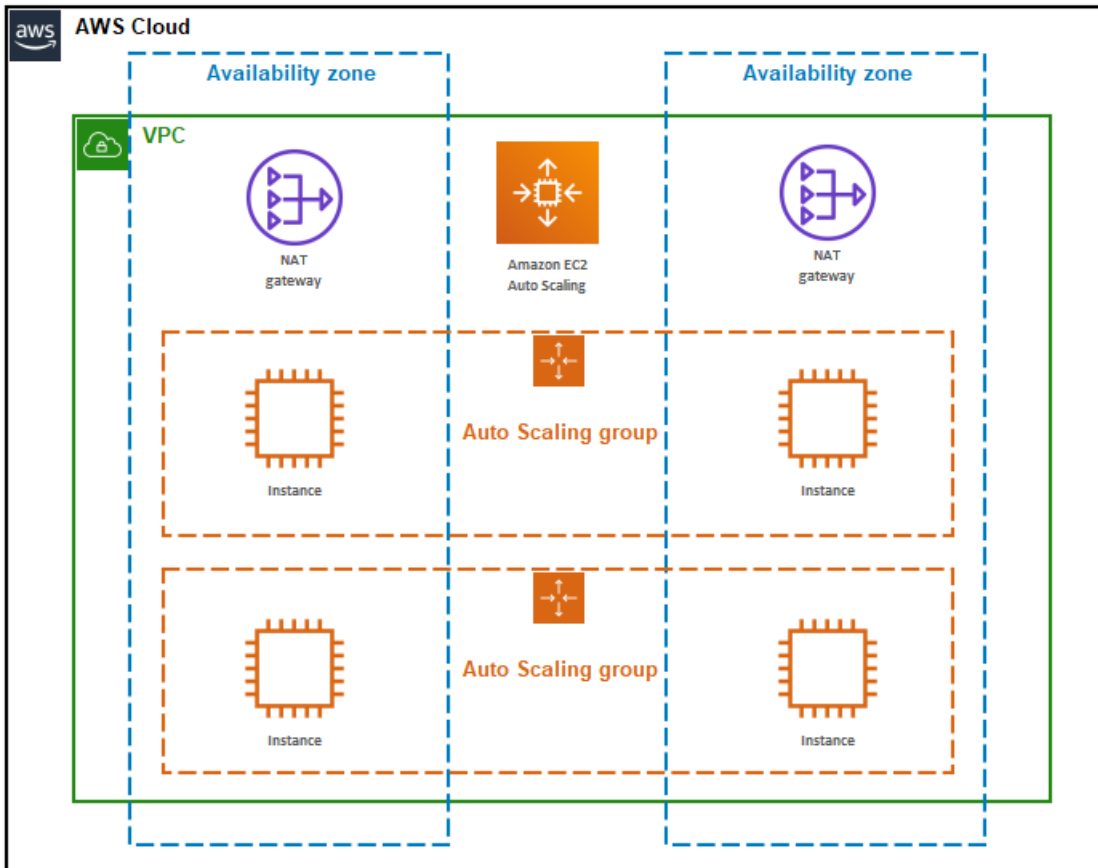 aws
AWS Cloud
Availability zone
Availability zone
VPC
NAT
gateway
Amazon EC2
Auto Scaling
NAT
gateway
Auto Scaling group
Instance
Instance
Auto Scaling group
Instance
Instance